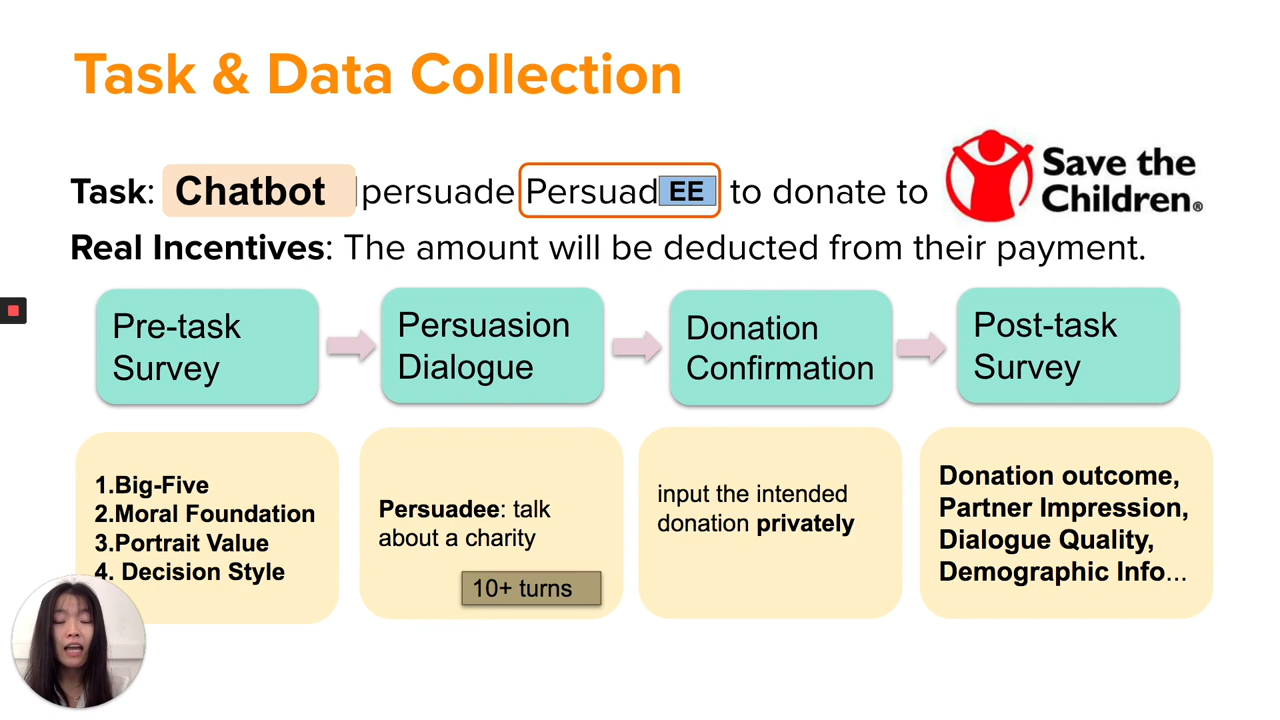 Task & Data Collection
Task: Chatbot persuade PersuadEE to donate to
Save the
Children®
Real Incentives: The amount will be deducted from their payment.
Pre-task
Survey
Persuasion
Dialogue
Donation
Confirmation
Post-task
Survey
1.Big-Five
2.Moral Foundation
3.Portrait Value
4. Decision Style
Persuadee: talk
about a charity
10+ turns
input the intended
donation privately
Donation outcome,
Partner Impression,
Dialogue Quality,
Demographic Info...